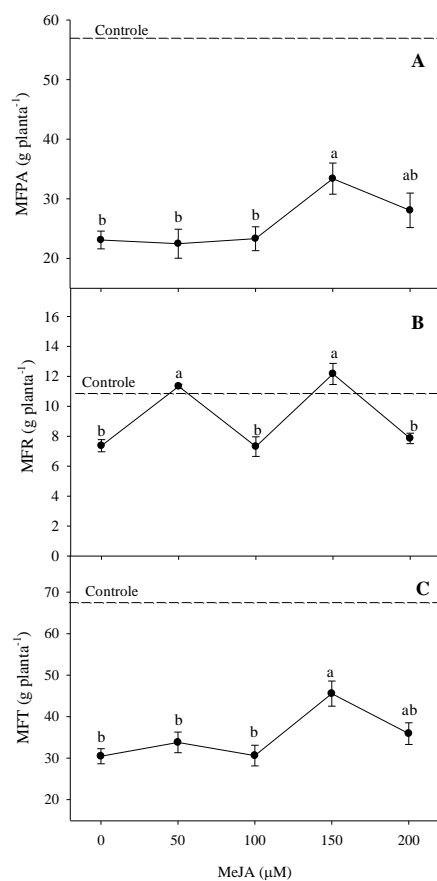 60
Controle
A
50
MFPA (g planta⁻¹)
40
a
ab
30
b b b
20
16
B
14
a a
12
Controle
MFR (g planta⁻¹)
10
8
b b b
6
4
2
0
Controle
C
70
60
MFT (g planta⁻¹)
50
a
40
ab
b b b
30
20
0 50 100 150 200
MeJA (µM)